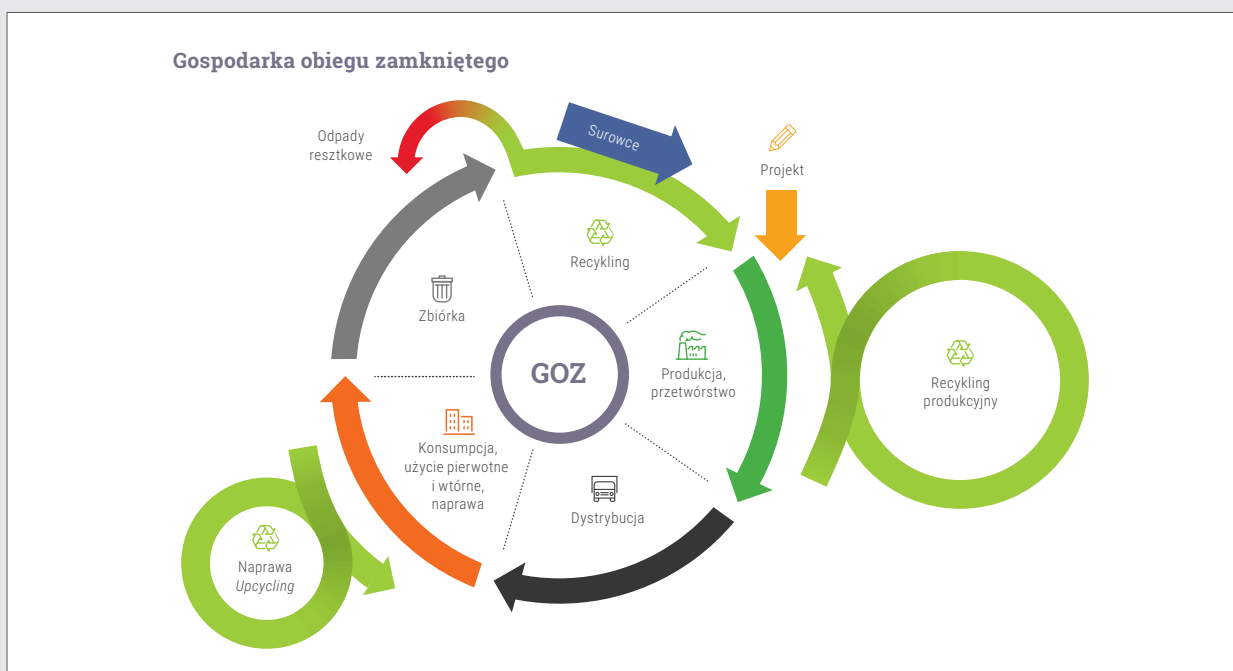 Gospodarka obiegu zamkniętego
Odpady
resztkowe
Surowce
Projekt
Recykling
Zbiórka
GOZ
Produkcja,
przetwórstwo
Recykling
produkcyjny
Konsumpcja,
użycie pierwotne
i wtórne,
naprawa
Dystrybucja
Naprawa
Upcycling